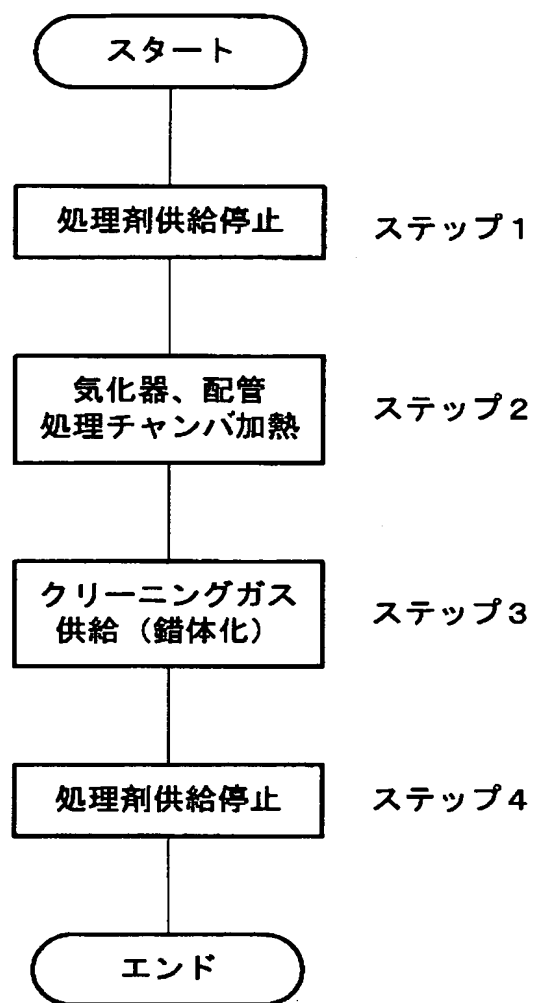 スタート
処理剤供給停止
ステップ1
気化器、配管
処理チャンバ加熱
ステップ2
クリーニングガス
供給（錯体化）
ステップ3
処理剤供給停止
ステップ4
エンド